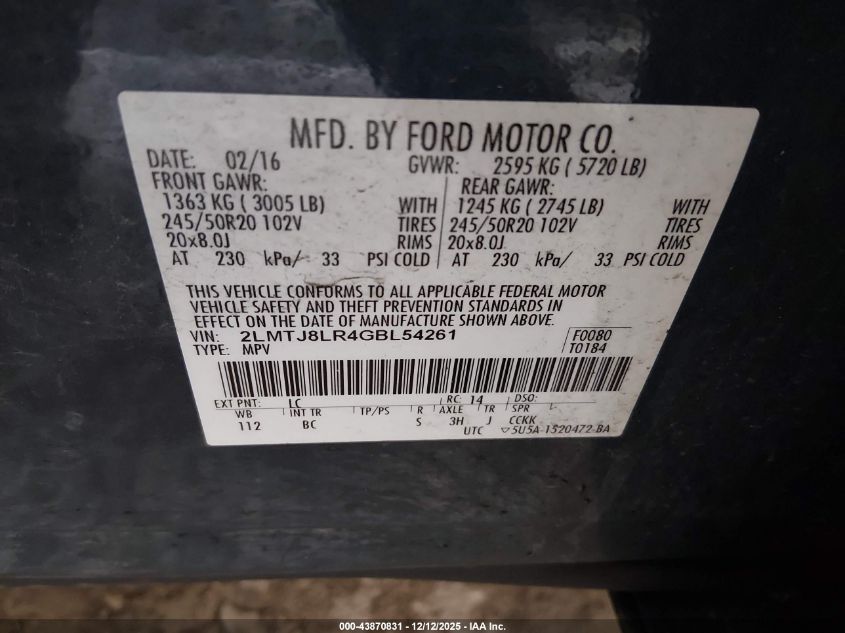 MFD. BY FORD MOTOR CO.
DATE: 02/16 GVWR: 2595 KG ( 5720 LB)
FRONT GAWR: REAR GAWR:
1363 KG ( 3005 LB) WITH 1245 KG ( 2745 LB) WITH
245/50R20 102V TIRES 245/50R20 102V TIRES
20x8.0J RIMS 20x8.0J RIMS
AT 230 kPa/ 33 PSI COLD AT 230 kPa/ 33 PSI COLD
THIS VEHICLE CONFORMS TO ALL APPLICABLE FEDERAL MOTOR
VEHICLE SAFETY AND THEFT PREVENTION STANDARDS IN
EFFECT ON THE DATE OF MANUFACTURE SHOWN ABOVE.
VIN: 2LMTJ8LR4GBL54261 F0080
TYPE: MPV T0184
EXT PNT: LC RC: 14 DSO:
WB INT TR TP/PS R AXLE TR SPR
112 BC S 3H J CCKK
UTC ▽5U5A-1520472-BA
000-43870831 - 12/12/2025 - IAA Inc.